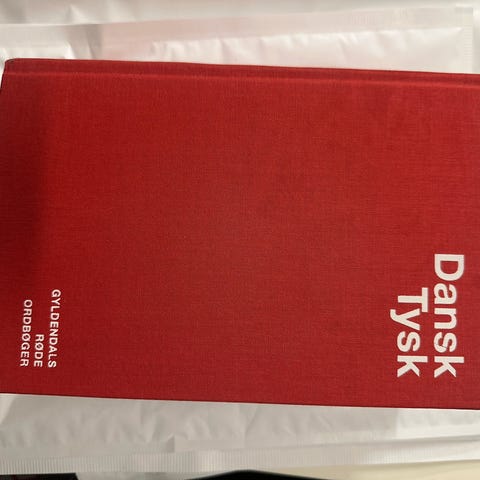 Dansk
Tysk
GYLDENDALS
RØDE
ORDBØGER